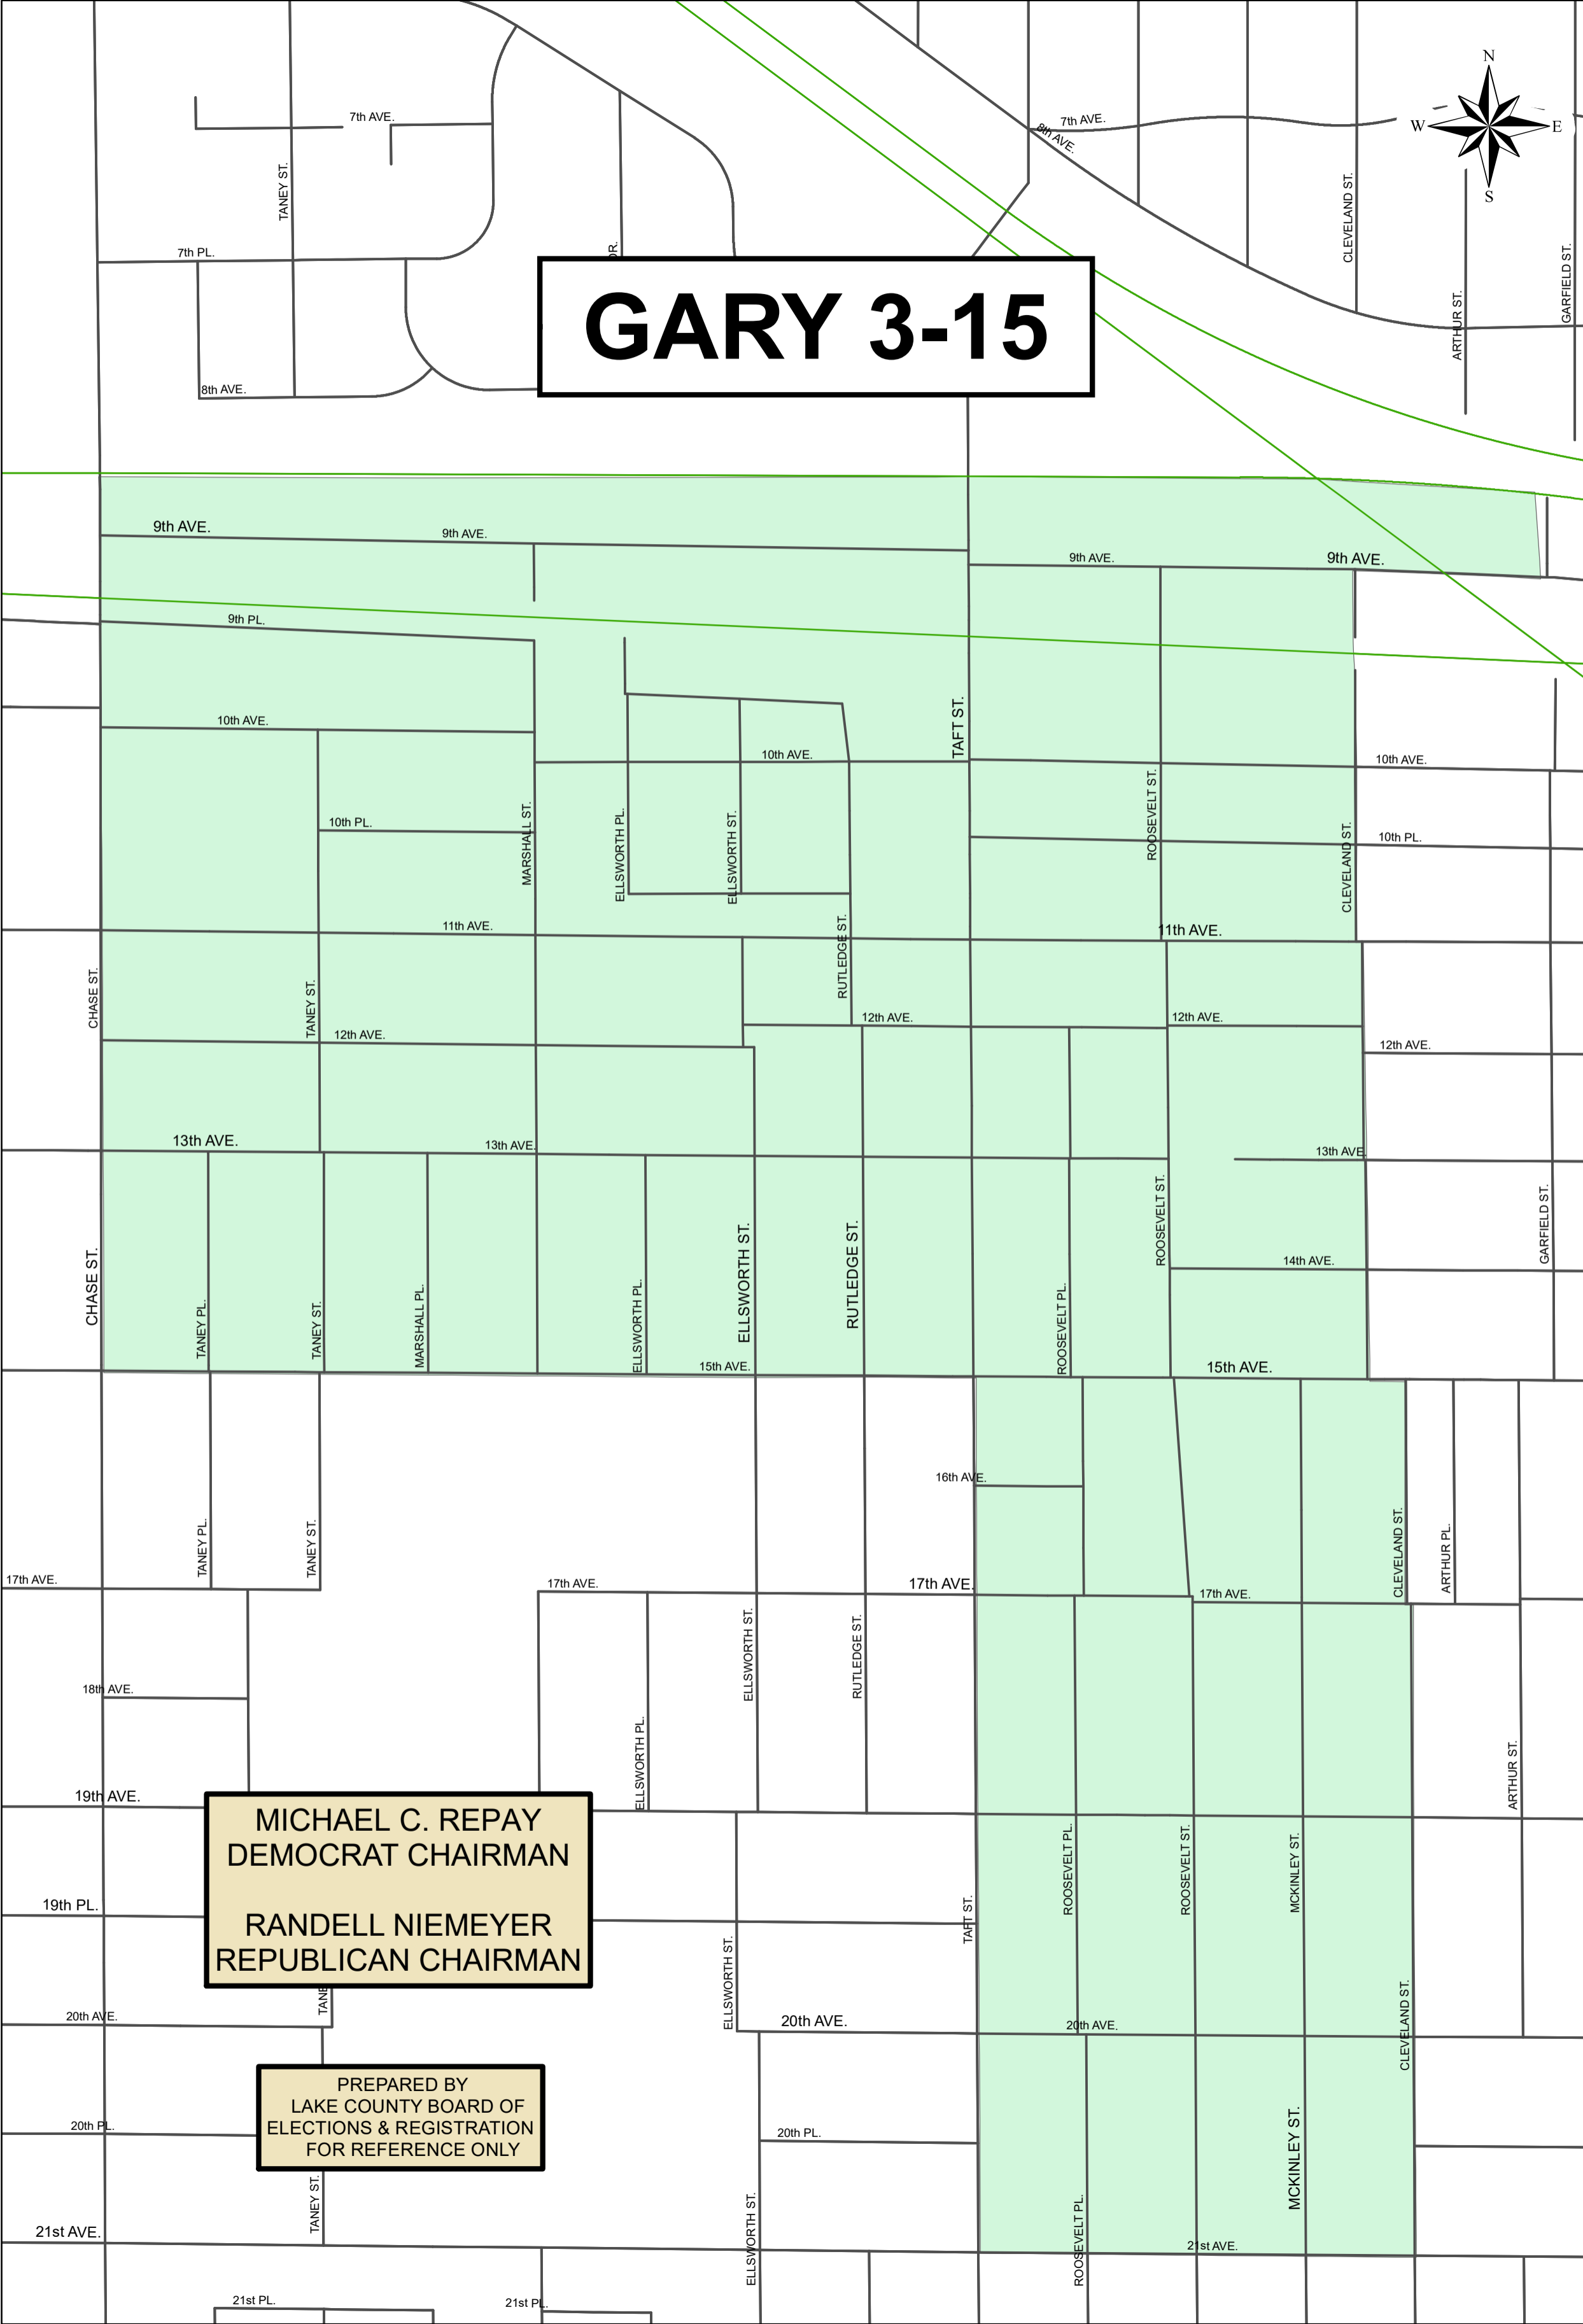 N
W
E
S
7th AVE.
7th AVE.
8th AVE.
TANEY ST.
CLEVELAND ST.
7th PL.
DR.
GARFIELD ST.
ARTHUR ST.
GARY 3-15
8th AVE.
9th AVE.
9th AVE.
9th AVE.
9th AVE.
9th PL.
10th AVE.
TAFT ST.
10th AVE.
10th AVE.
10th PL.
MARSHALL ST.
ELLSWORTH PL.
ELLSWORTH ST.
ROOSEVELT ST.
CLEVELAND ST.
10th PL.
11th AVE.
11th AVE.
RUTLEDGE ST.
CHASE ST.
TANEY ST.
12th AVE.
12th AVE.
12th AVE.
12th AVE.
13th AVE.
13th AVE.
13th AVE.
ROOSEVELT ST.
GARFIELD ST.
CHASE ST.
TANEY PL.
TANEY ST.
MARSHALL PL.
ELLSWORTH PL.
ELLSWORTH ST.
RUTLEDGE ST.
ROOSEVELT PL.
14th AVE.
15th AVE.
15th AVE.
16th AVE.
TANEY PL.
TANEY ST.
CLEVELAND ST.
ARTHUR PL.
17th AVE.
17th AVE.
17th AVE.
17th AVE.
ELLSWORTH ST.
RUTLEDGE ST.
18th AVE.
ELLSWORTH PL.
ARTHUR ST.
19th AVE.
MICHAEL C. REPAY
DEMOCRAT CHAIRMAN
RANDELL NIEMEYER
REPUBLICAN CHAIRMAN
ROOSEVELT PL.
ROOSEVELT ST.
MCKINLEY ST.
19th PL.
TAFT ST.
ELLSWORTH ST.
CLEVELAND ST.
TANE
20th AVE.
20th AVE.
20th AVE.
PREPARED BY
LAKE COUNTY BOARD OF
ELECTIONS & REGISTRATION
FOR REFERENCE ONLY
20th PL.
20th PL.
MCKINLEY ST.
TANEY ST.
ELLSWORTH ST.
ROOSEVELT PL.
21st AVE.
21st AVE.
21st PL.
21st PL.